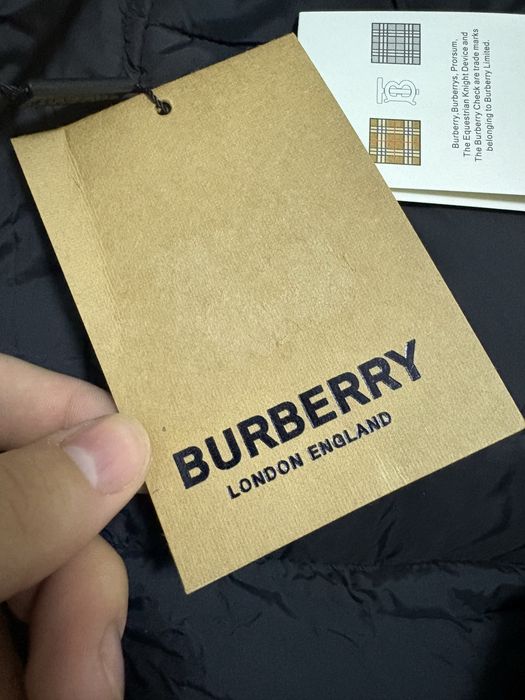 BURBERRY
LONDON ENGLAND
Burberry, Burberrys, Prorsum,
The Equestrian Knight Device and
The Burberry Check are trade marks
belonging to Burberry Limited.